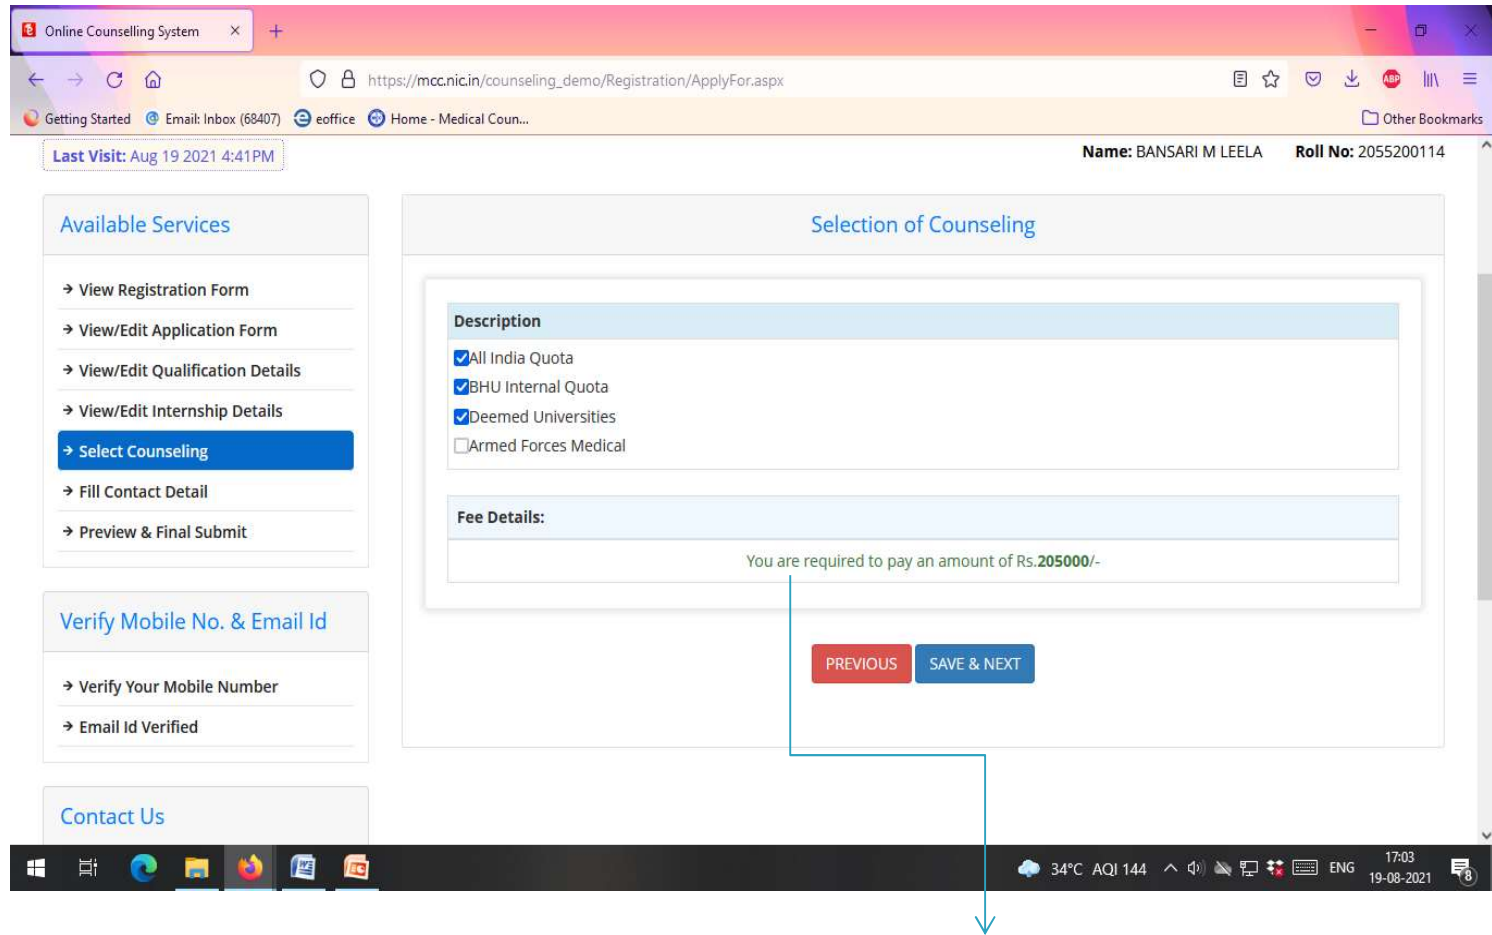 Online Counselling System
https://mcc.nic.in/counseling_demo/Registration/ApplyFor.aspx
ABP
Getting Started Email: Inbox (68407) eoffice Home - Medical Coun... Other Bookmarks
Last Visit: Aug 19 2021 4:41PM
Name: BANSARI M LEELA Roll No: 2055200114
Available Services
View Registration Form
View/Edit Application Form
View/Edit Qualification Details
View/Edit Internship Details
Select Counseling
Fill Contact Detail
Preview & Final Submit
Verify Mobile No. & Email Id
Verify Your Mobile Number
Email Id Verified
Contact Us
Selection of Counseling
Description
All India Quota
BHU Internal Quota
Deemed Universities
Armed Forces Medical
Fee Details:
You are required to pay an amount of Rs.205000/-
PREVIOUS SAVE & NEXT
34°C AQI 144 ENG 17:03
19-08-2021
8